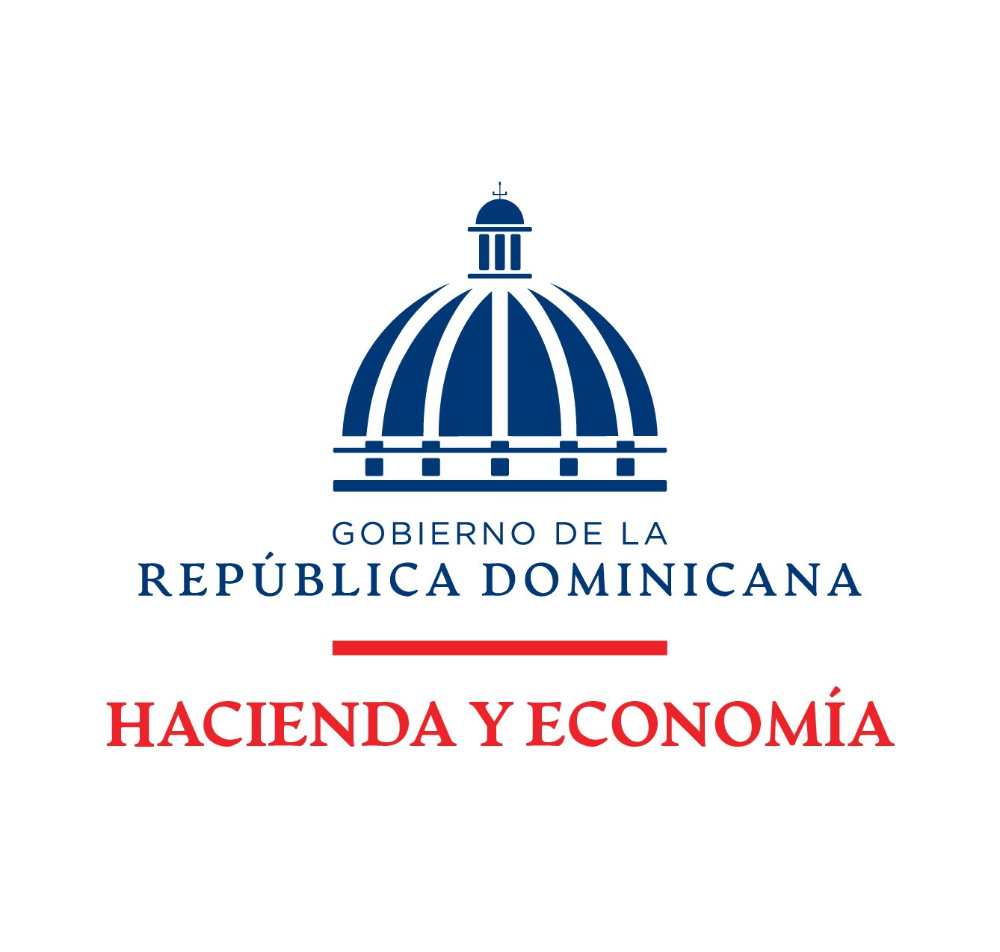 GOBIERNO DE LA
REPÚBLICA DOMINICANA
HACIENDA Y ECONOMÍA